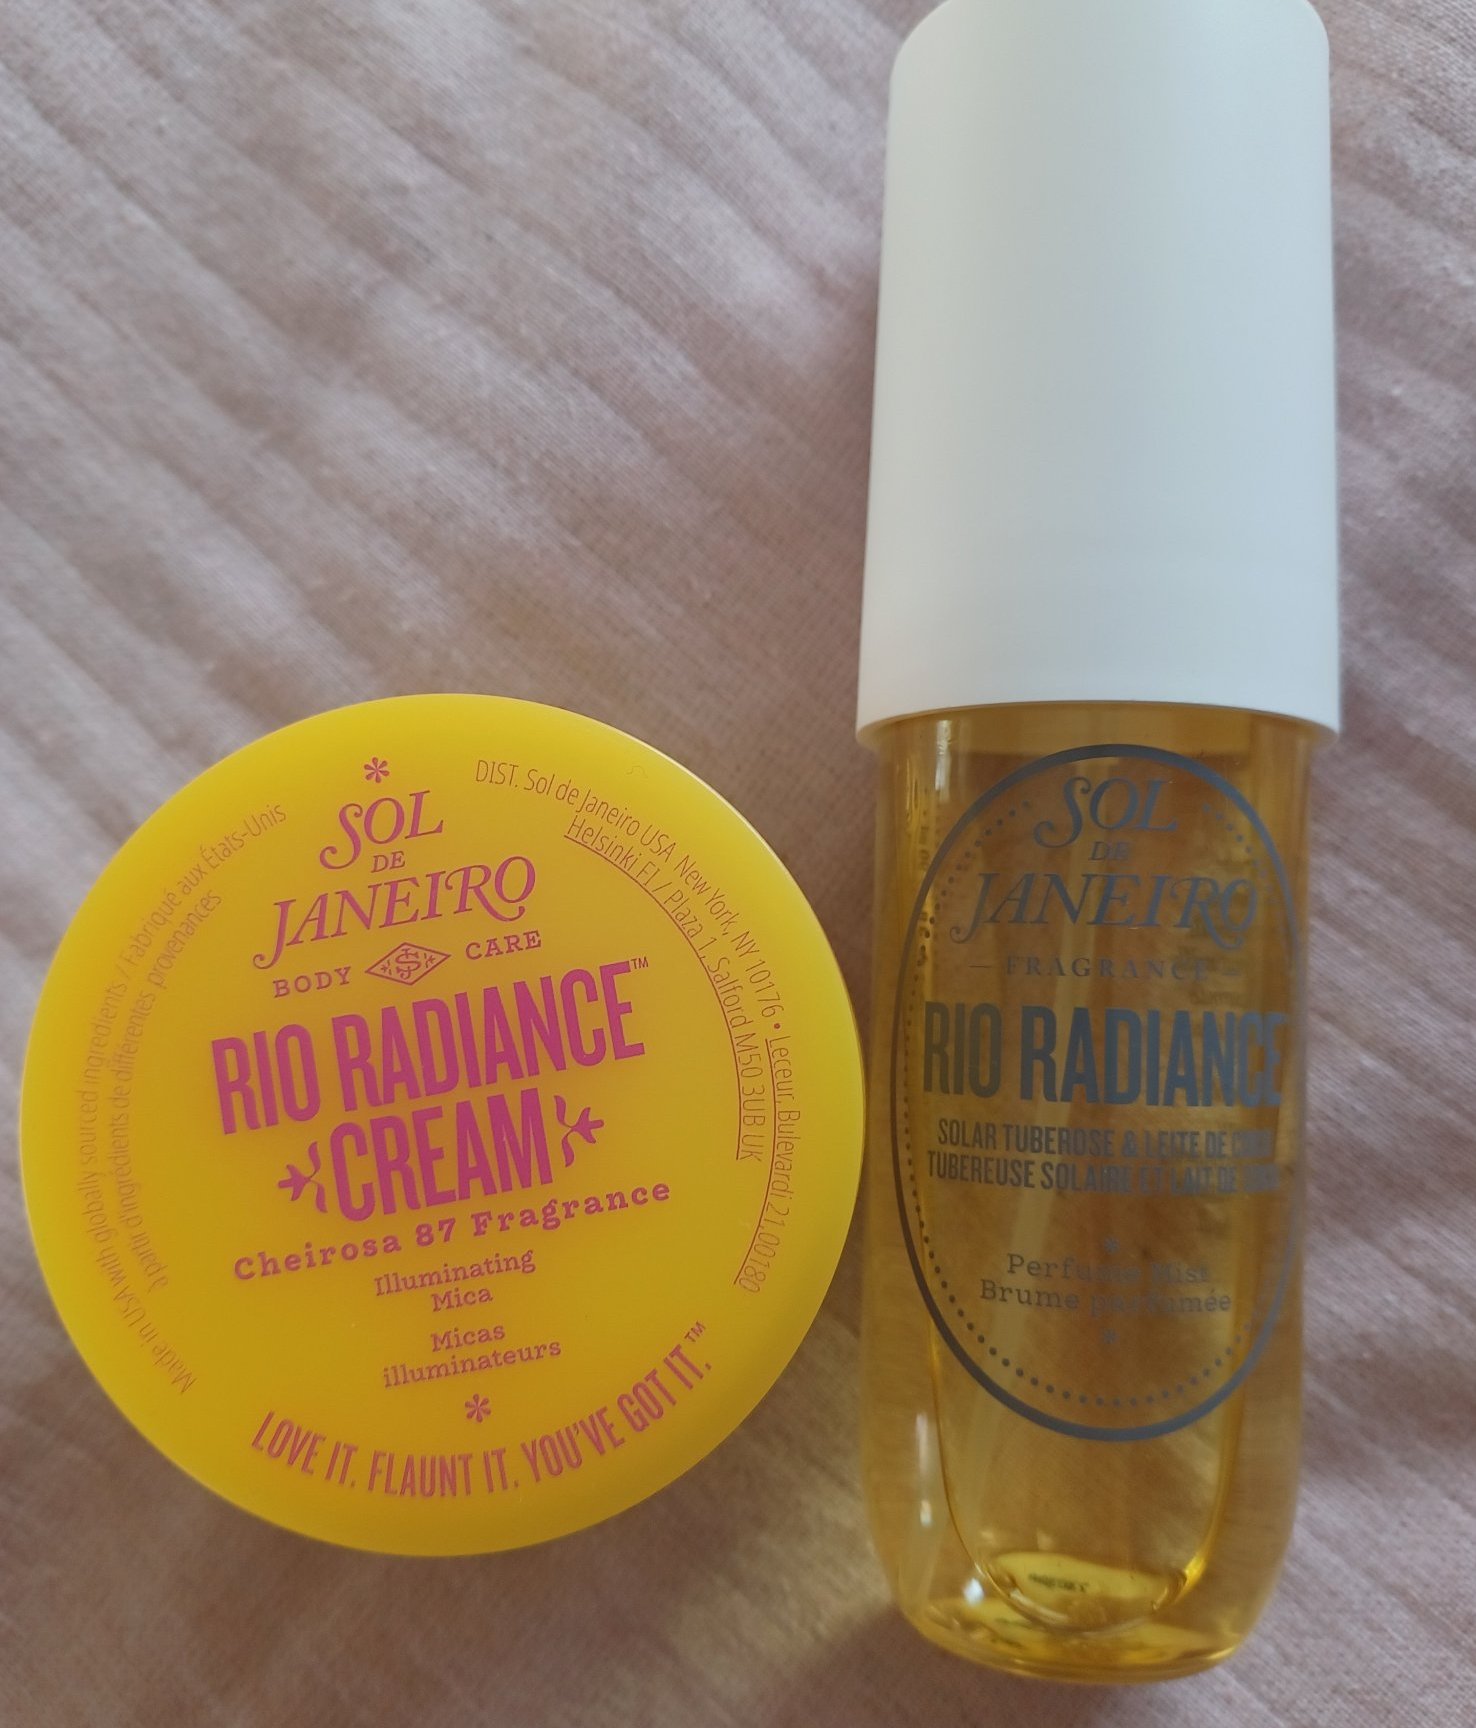 SOL
DE
JANEIRO
BODY CARE
RIO RADIANCE™
CREAM
Cheirosa 87 Fragrance
Illuminating
Mica
Micas
illuminateurs
LOVE IT. FLAUNT IT. YOU'VE GOT IT.™
Made in USA with globally sourced ingredients / Fabriqué aux États-Unis
à partir d'ingrédients de différentes provenances
DIST. Sol de Janeiro USA New York, NY 10176 • Leceur, Bulevardi 21, 00180
Helsinki FI / Plaza 1, Salford M50 3UB UK
SOL
DE
JANEIRO
– FRAGRANCE –
RIO RADIANCE
SOLAR TUBEROSE & LEITE DE
TUBEREUSE SOLAIRE ET LAIT DE
Perfume Mist
Brume parfumée